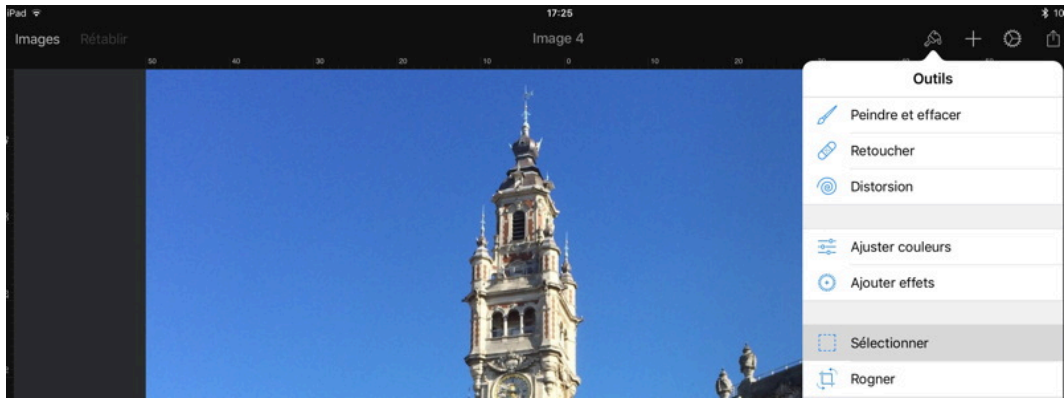 iPad 17:25 10
Images Rétablir Image 4
50 40 30 20 10 0 10 20
Outils
Peindre et effacer
Retoucher
Distorsion
Ajuster couleurs
Ajouter effets
Sélectionner
Rogner